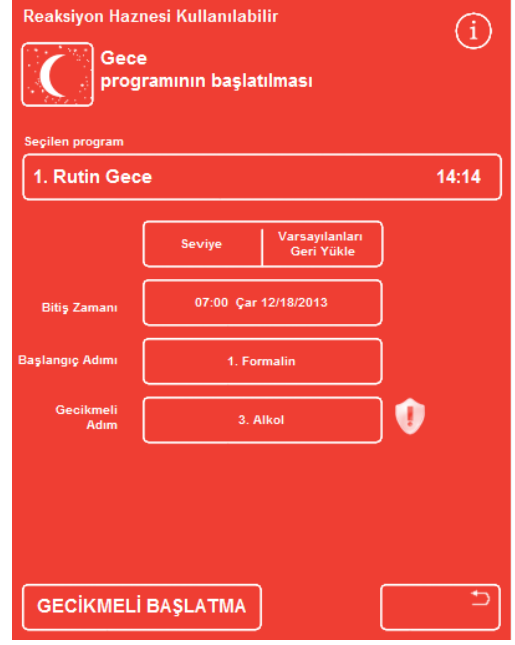 Reaksiyon Haznesi Kullanılabilir
i
Gece
programının başlatılması
Seçilen program
1. Rutin Gece 14:14
Seviye
Varsayılanları
Geri Yükle
Bitiş Zamanı
07:00 Çar 12/18/2013
Başlangıç Adımı
1. Formalin
Gecikmeli
Adım
3. Alkol
GECİKMELİ BAŞLATMA